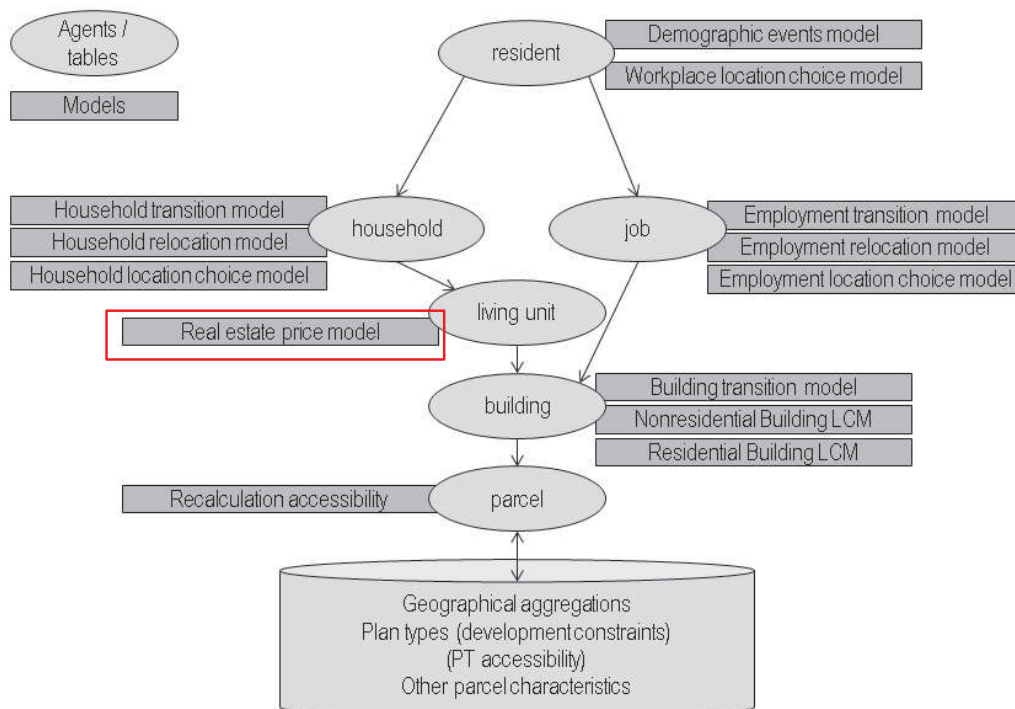 Agents /
tables
Models
resident
Demographic events model
Workplace location choice model
Household transition model
Household relocation model
Household location choice model
household
job
Employment transition model
Employment relocation model
Employment location choice model
living unit
Real estate price model
building
Building transition model
Nonresidential Building LCM
Residential Building LCM
Recalculation accessibility
parcel
Geographical aggregations
Plan types (development constraints)
(PT accessibility)
Other parcel characteristics